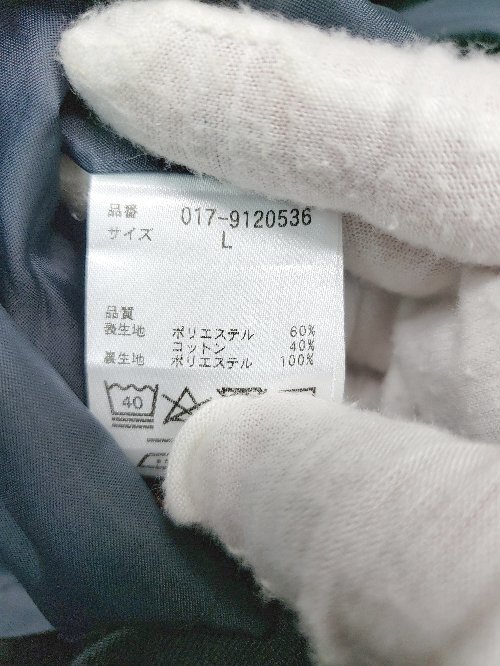 品番 017-9120536
サイズ L
品質
表生地 ポリエステル 60%
コットン 40%
裏生地 ポリエステル 100%
40